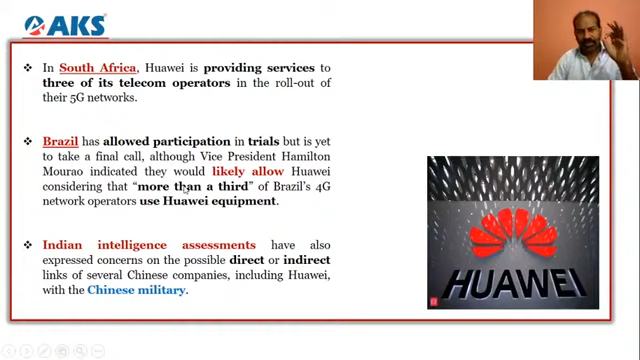 AKS
In South Africa, Huawei is providing services to
three of its telecom operators in the roll-out of
their 5G networks.
Brazil has allowed participation in trials but is yet
to take a final call, although Vice President Hamilton
Mourao indicated they would likely allow Huawei
considering that “more than a third” of Brazil's 4G
network operators use Huawei equipment.
Indian intelligence assessments have also
expressed concerns on the possible direct or indirect
links of several Chinese companies, including Huawei,
with the Chinese military.
HUAWEI